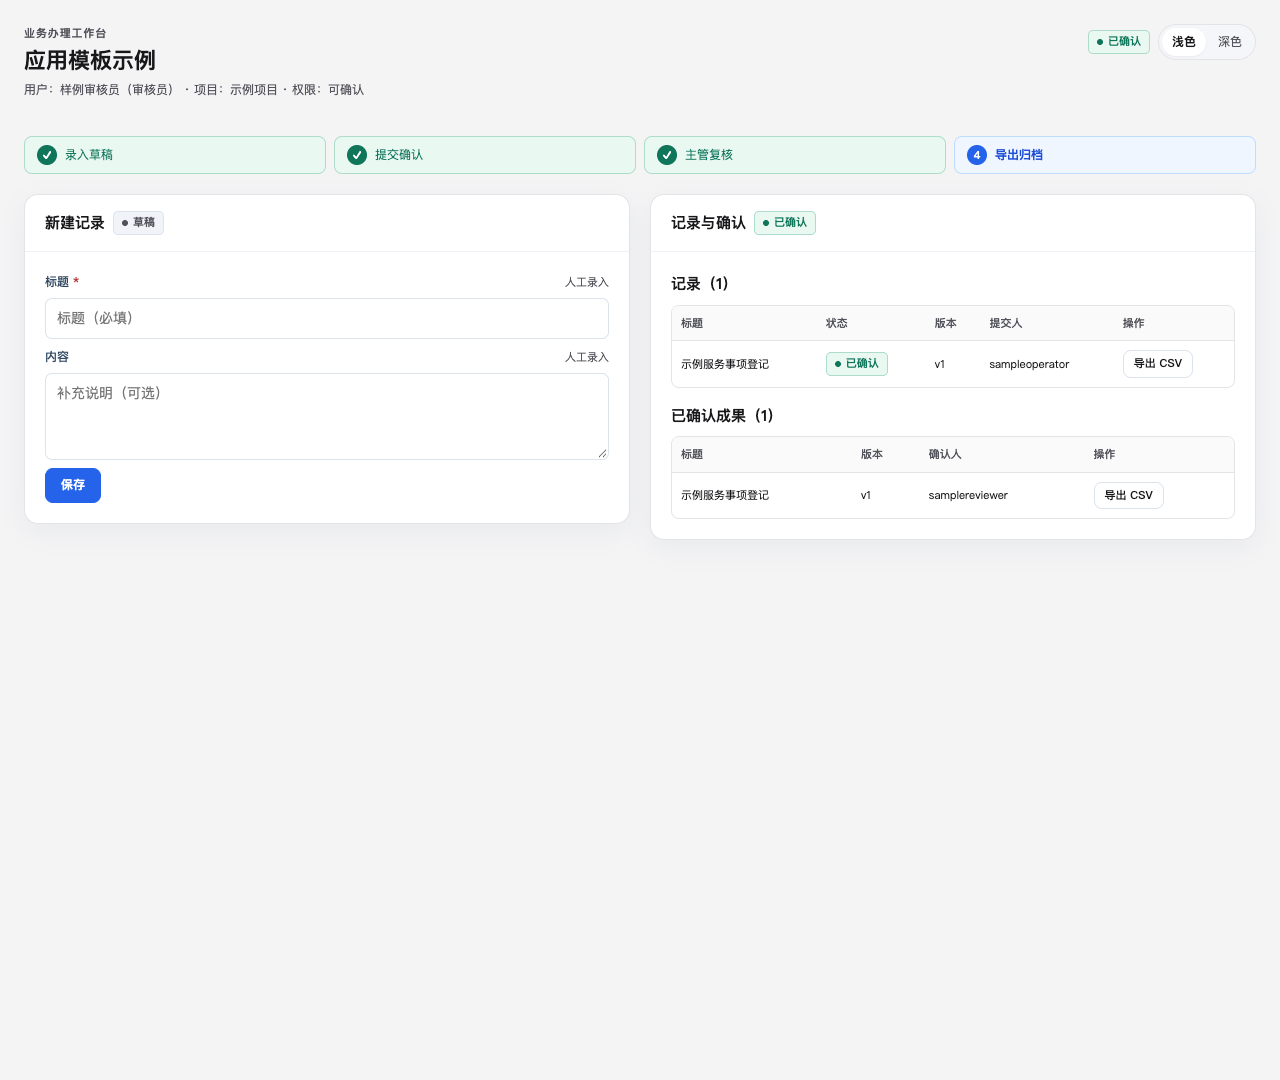 业务办理工作台
应用模板示例
用户：样例审核员（审核员） · 项目：示例项目 · 权限：可确认
已确认
浅色
深色
录入草稿
提交确认
主管复核
4 导出归档
新建记录 草稿
标题 * 人工录入
标题（必填）
内容 人工录入
补充说明（可选）
保存
记录与确认 已确认
记录（1）
标题 状态 版本 提交人 操作
示例服务事项登记 已确认 v1 sampleoperator 导出 CSV
已确认成果（1）
标题 版本 确认人 操作
示例服务事项登记 v1 samplereviewer 导出 CSV